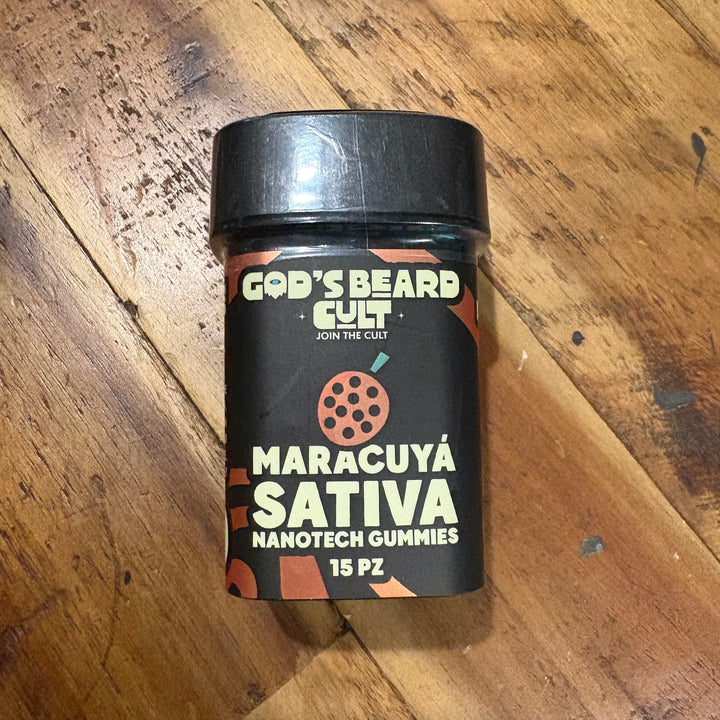 GOD'S BEARD
CULT
JOIN THE CULT
MARACUYÁ
SATIVA
NANOTECH GUMMIES
15 PZ